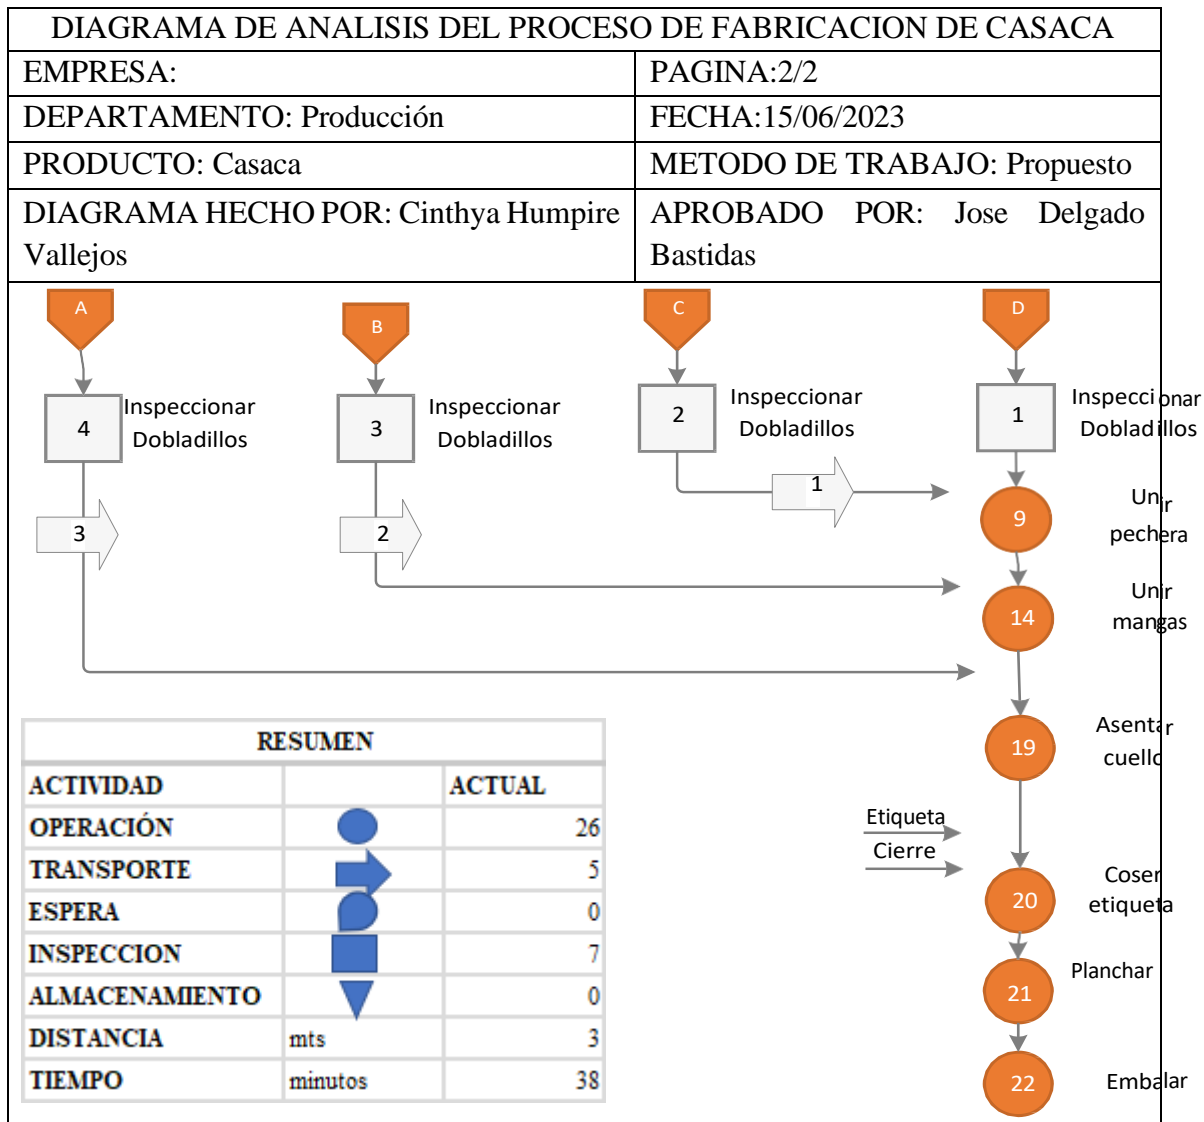 DIAGRAMA DE ANALISIS DEL PROCESO DE FABRICACION DE CASACA
EMPRESA:
PAGINA:2/2
DEPARTAMENTO: Producción
FECHA:15/06/2023
PRODUCTO: Casaca
METODO DE TRABAJO: Propuesto
DIAGRAMA HECHO POR: Cinthya Humpire
Vallejos
APROBADO POR: Jose Delgado
Bastidas
A
B
C
D
4
Inspeccionar
Dobladillos
3
Inspeccionar
Dobladillos
2
Inspeccionar
Dobladillos
1
Inspeccionar
Dobladillos
1
3
2
9
Unir
pechera
14
Unir
mangas
19
Asentar
cuello
Etiqueta
Cierre
20
Coser
etiqueta
21
Planchar
22
Embalar
RESUMEN
ACTIVIDAD ACTUAL
OPERACIÓN 26
TRANSPORTE 5
ESPERA 0
INSPECCION 7
ALMACENAMIENTO 0
DISTANCIA mts 3
TIEMPO minutos 38